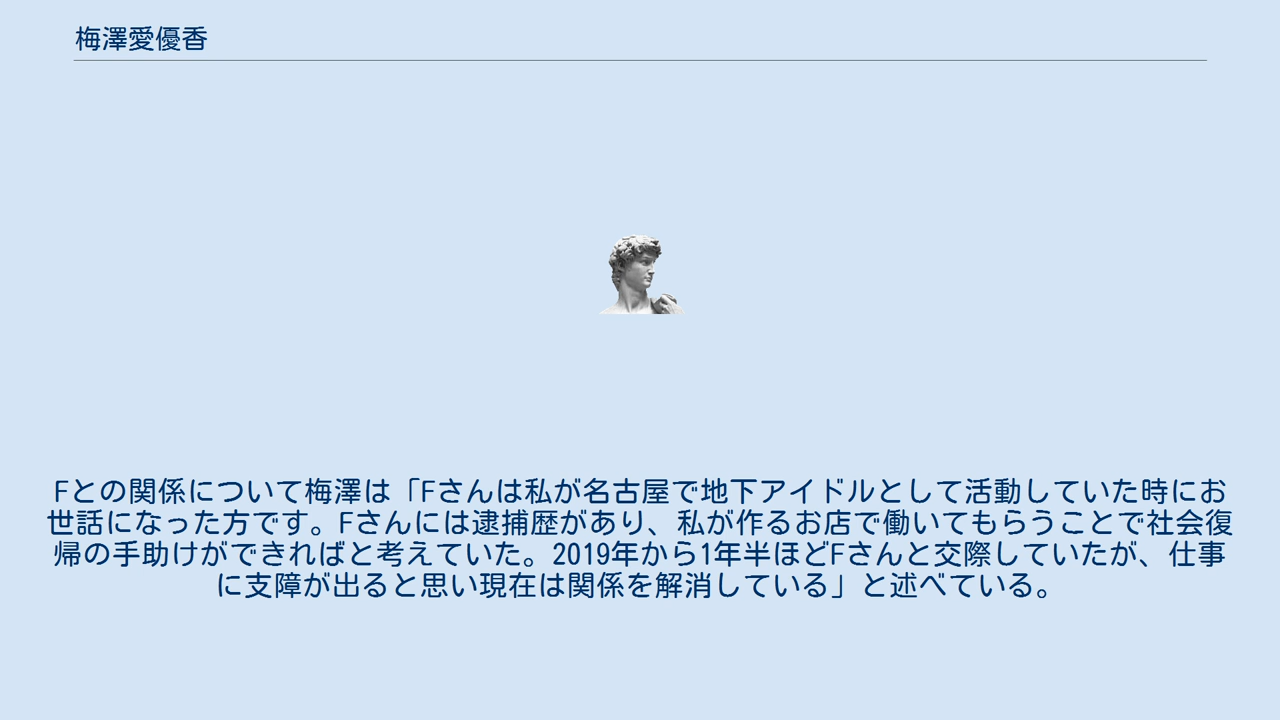 梅澤愛優香
Fとの関係について梅澤は「Fさんは私が名古屋で地下アイドルとして活動していた時にお
世話になった方です。Fさんには逮捕歴があり、私が作るお店で働いてもらうことで社会復
帰の手助けができればと考えていた。2019年から1年半ほどFさんと交際していたが、仕事
に支障が出ると思い現在は関係を解消している」と述べている。